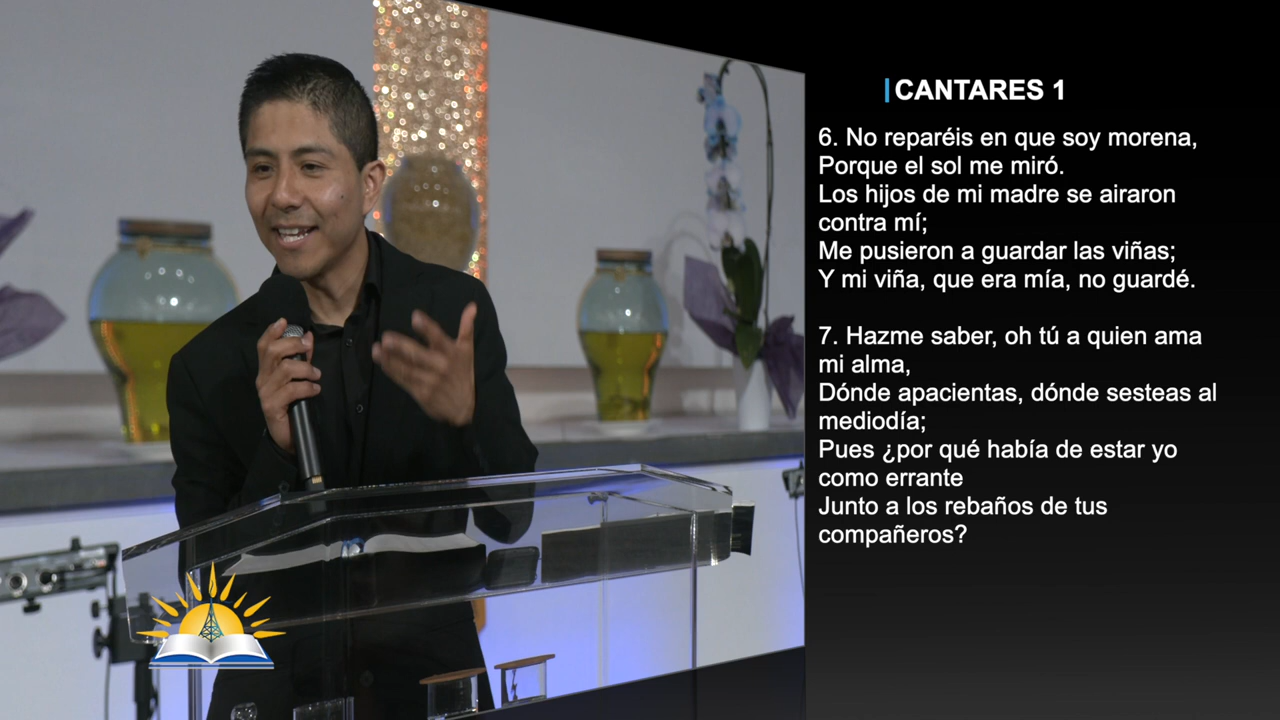 CANTARES 1
6. No reparéis en que soy morena,
Porque el sol me miró.
Los hijos de mi madre se airaron
contra mí;
Me pusieron a guardar las viñas;
Y mi viña, que era mía, no guardé.
7. Hazme saber, oh tú a quien ama
mi alma,
Dónde apacientas, dónde sesteas al
mediodía;
Pues ¿por qué había de estar yo
como errante
Junto a los rebaños de tus
compañeros?